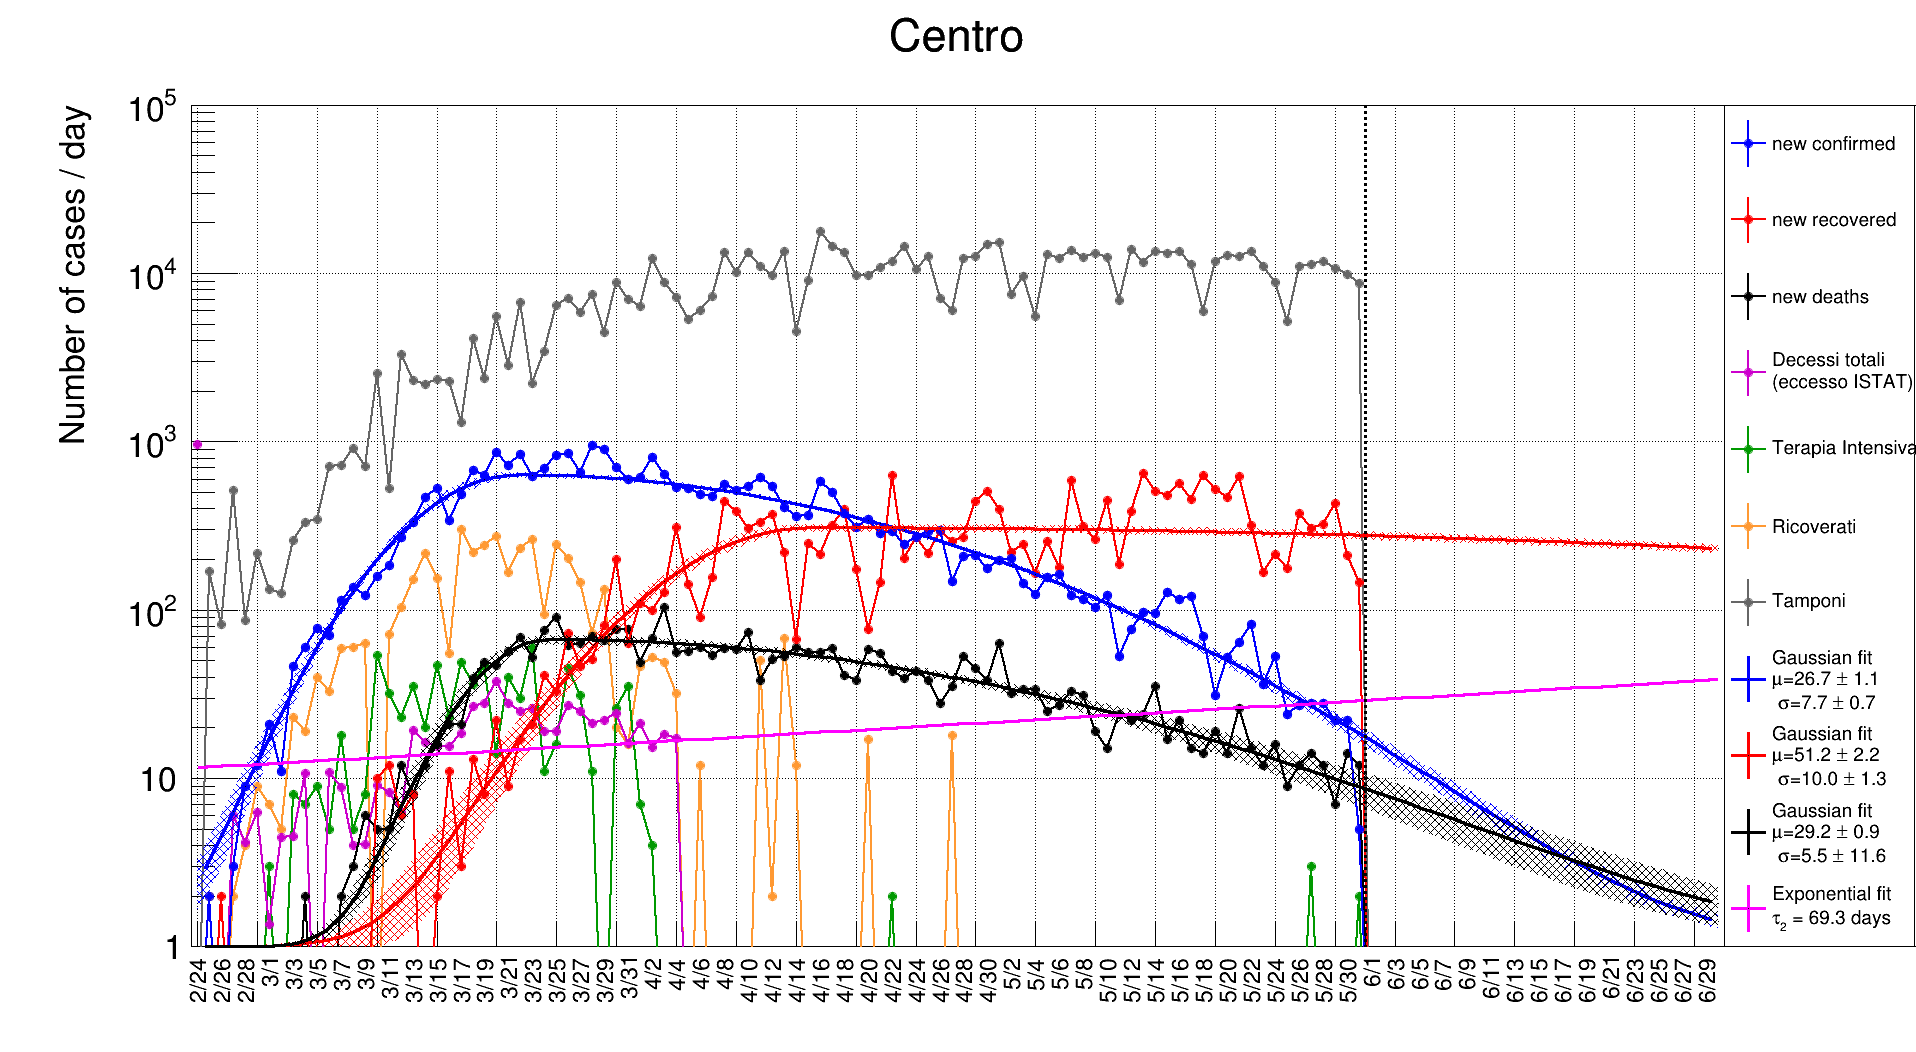 Centro
Number of cases / day
10^5
10^4
10^3
10^2
10
1
2/24 2/26 2/28 3/1 3/3 3/5 3/7 3/9 3/11 3/13 3/15 3/17 3/19 3/21 3/23 3/25 3/27 3/29 3/31 4/2 4/4 4/6 4/8 4/10 4/12 4/14 4/16 4/18 4/20 4/22 4/24 4/26 4/28 4/30 5/2 5/4 5/6 5/8 5/10 5/12 5/14 5/16 5/18 5/20 5/22 5/24 5/26 5/28 5/30 6/1 6/3 6/5 6/7 6/9 6/11 6/13 6/15 6/17 6/19 6/21 6/23 6/25 6/27 6/29
new confirmed
new recovered
new deaths
Decessi totali
(eccesso ISTAT)
Terapia Intensiva
Ricoverati
Tamponi
Gaussian fit
μ=26.7 ± 1.1
σ=7.7 ± 0.7
Gaussian fit
μ=51.2 ± 2.2
σ=10.0 ± 1.3
Gaussian fit
μ=29.2 ± 0.9
σ=5.5 ± 11.6
Exponential fit
τ₂ = 69.3 days